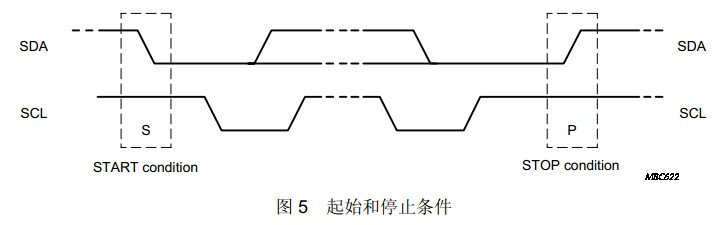 SDA
SDA
SCL
SCL
S
P
START condition
STOP condition
MBC622
图 5 起始和停止条件